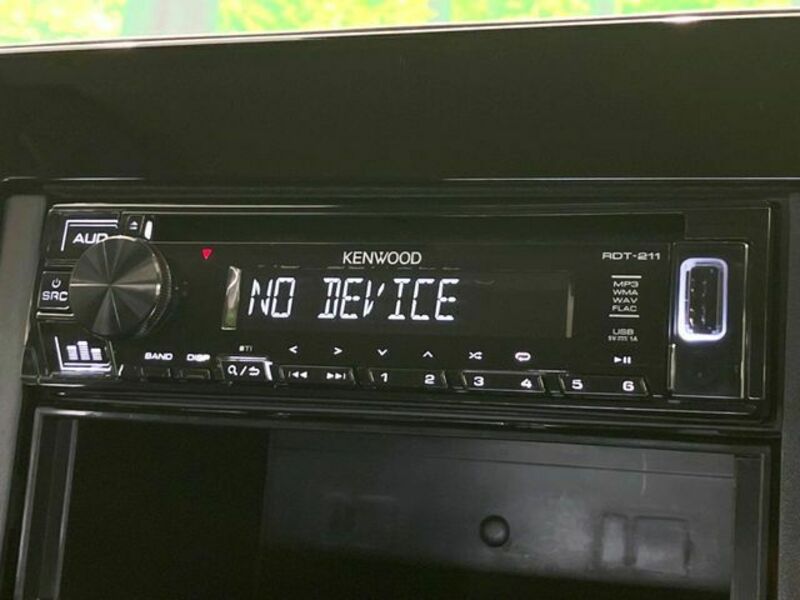 AUD
KENWOOD
RDT-211
SRC
NO DEVICE
MP3
WMA
WAV
FLAC
USB
BAND DISP
1 2 3 4 5 6